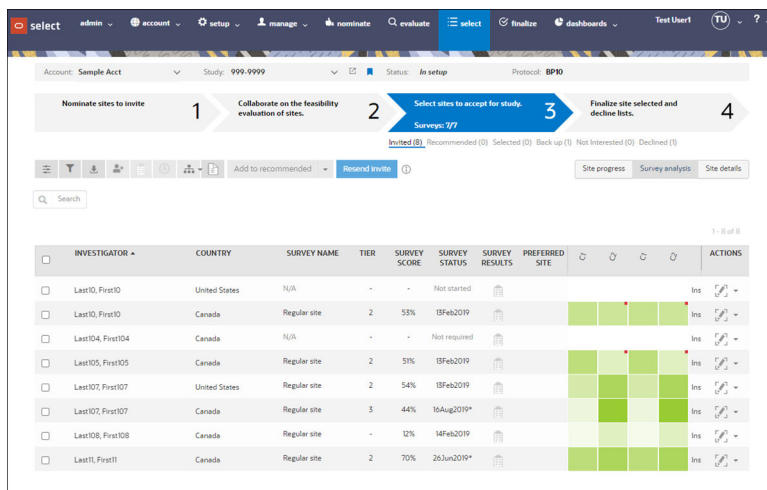 select admin account setup manage nominate evaluate select finalize dashboards Test User1 TU ?
Account: Sample Acct Study: 999-9999 Status: In setup Protocol: BP10
Nominate sites to invite 1 Collaborate on the feasibility evaluation of sites. 2 Select sites to accept for study. Surveys: 7/7 3 Finalize site selected and decline lists. 4
Invited (8) Recommended (0) Selected (0) Back up (1) Not Interested (0) Declined (1)
Add to recommended Resend invite Site progress Survey analysis Site details
Search
1 - 8 of 8
INVESTIGATOR COUNTRY SURVEY NAME TIER SURVEY SCORE SURVEY STATUS SURVEY RESULTS PREFERRED SITE ACTIONS
Last10, First10 United States N/A - - Not started Ins
Last10, First10 Canada Regular site 2 53% 13Feb2019 Ins
Last104, First104 Canada N/A - - Not required Ins
Last105, First105 Canada Regular site 2 51% 13Feb2019 Ins
Last107, First107 United States Regular site 2 54% 13Feb2019 Ins
Last107, First107 Canada Regular site 3 44% 16Aug2019* Ins
Last108, First108 Canada Regular site - 12% 14Feb2019 Ins
Last11, First11 Canada Regular site 2 70% 26Jun2019* Ins